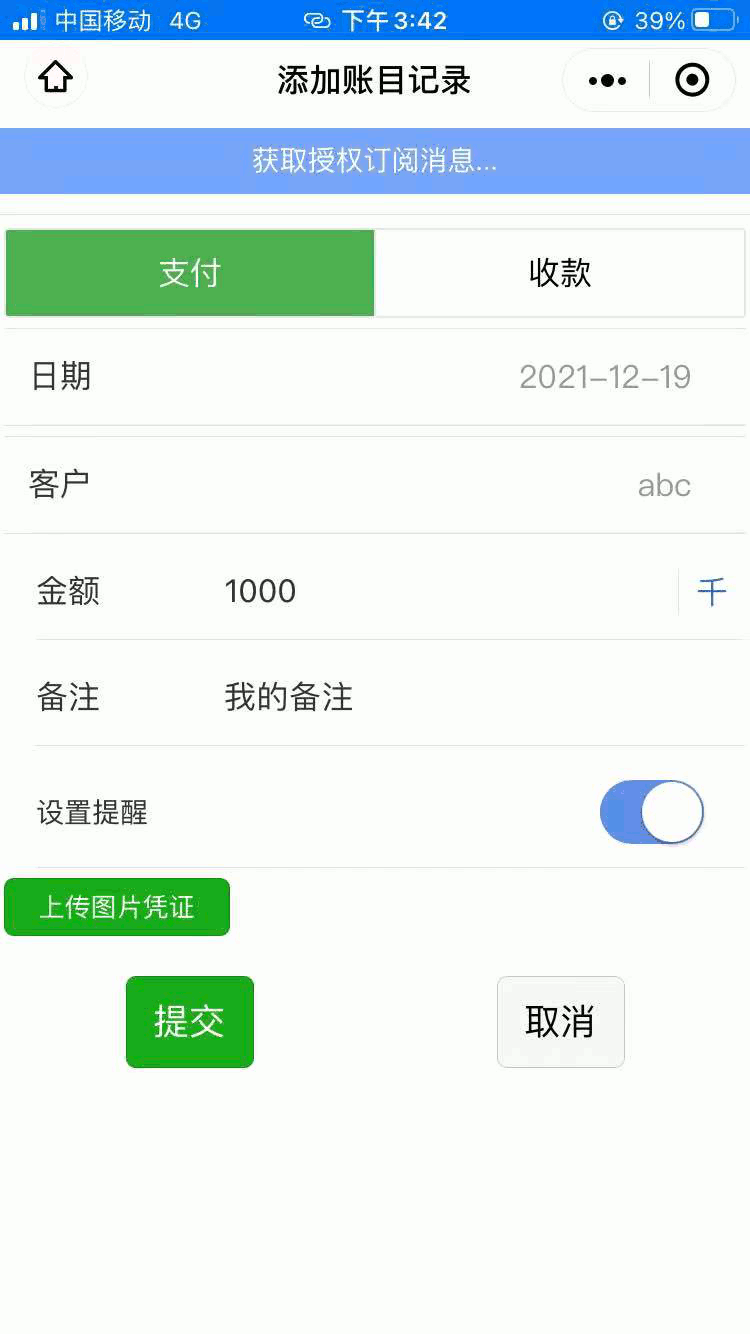 中国移动 4G 下午3:42 39%
添加账目记录
获取授权订阅消息...
支付 收款
日期 2021-12-19
客户 abc
金额 1000 千
备注 我的备注
设置提醒
上传图片凭证
提交 取消